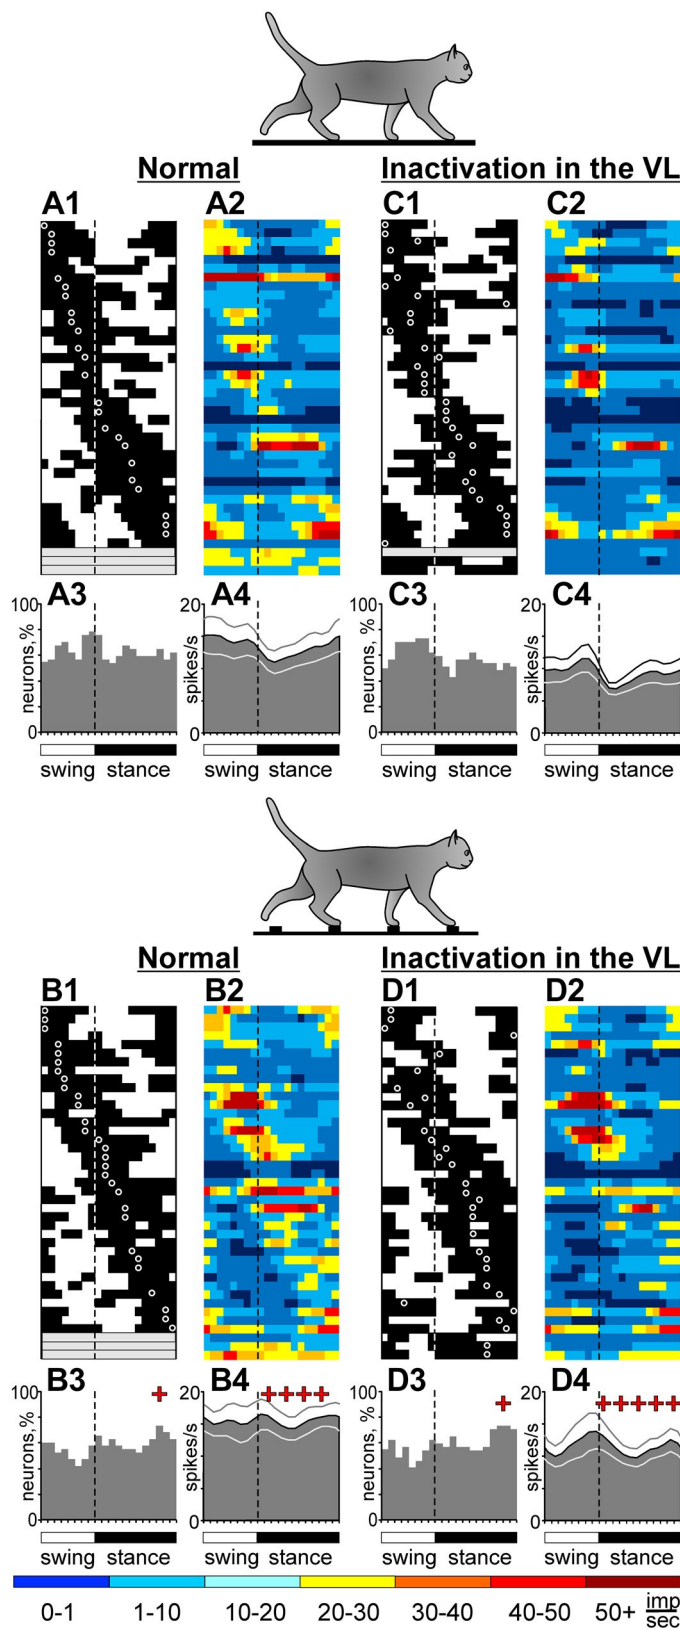 Normal Inactivation in the VL
A1 A2 C1 C2
A3 A4 C3 C4
100 20 100 20
neurons, % spikes/s neurons, % spikes/s
0 0 0 0
swing stance swing stance swing stance swing stance
Normal Inactivation in the VL
B1 B2 D1 D2
B3 B4 D3 D4
100 20 100 20
neurons, % spikes/s neurons, % spikes/s
0 0 0 0
swing stance swing stance swing stance swing stance
0-1 1-10 10-20 20-30 30-40 40-50 50+ imp
sec